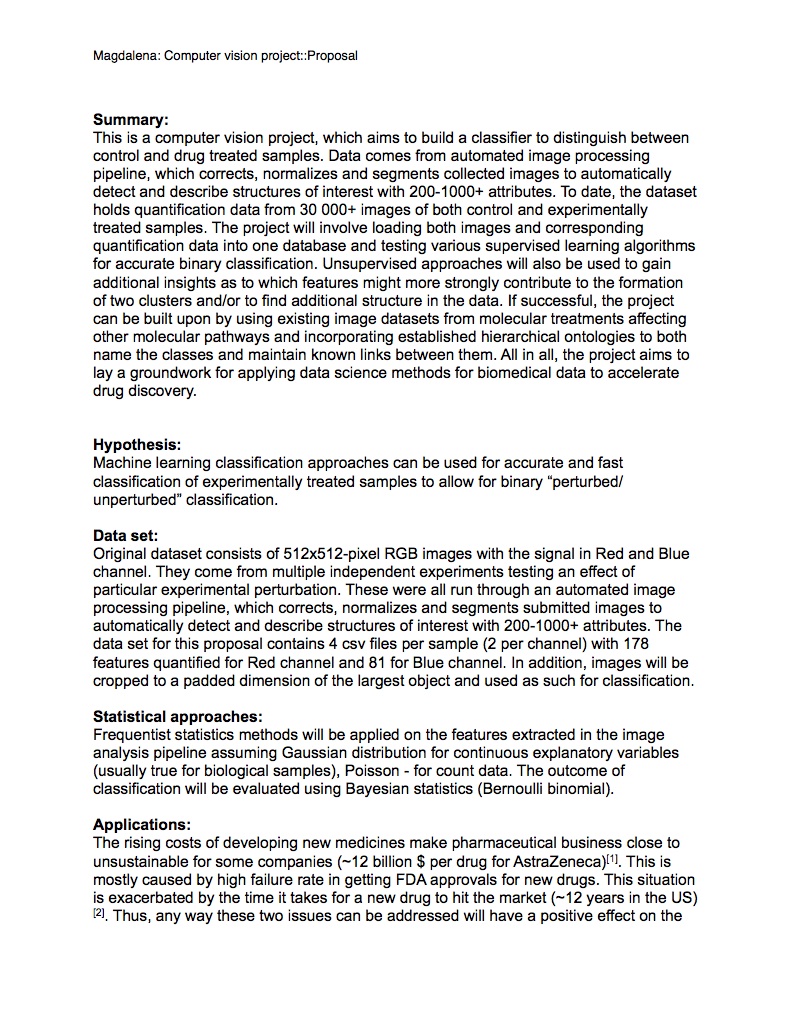 Magdalena: Computer vision project::Proposal
Summary:
This is a computer vision project, which aims to build a classifier to distinguish between
control and drug treated samples. Data comes from automated image processing
pipeline, which corrects, normalizes and segments collected images to automatically
detect and describe structures of interest with 200-1000+ attributes. To date, the dataset
holds quantification data from 30 000+ images of both control and experimentally
treated samples. The project will involve loading both images and corresponding
quantification data into one database and testing various supervised learning algorithms
for accurate binary classification. Unsupervised approaches will also be used to gain
additional insights as to which features might more strongly contribute to the formation
of two clusters and/or to find additional structure in the data. If successful, the project
can be built upon by using existing image datasets from molecular treatments affecting
other molecular pathways and incorporating established hierarchical ontologies to both
name the classes and maintain known links between them. All in all, the project aims to
lay a groundwork for applying data science methods for biomedical data to accelerate
drug discovery.
Hypothesis:
Machine learning classification approaches can be used for accurate and fast
classification of experimentally treated samples to allow for binary “perturbed/
unperturbed” classification.
Data set:
Original dataset consists of 512x512-pixel RGB images with the signal in Red and Blue
channel. They come from multiple independent experiments testing an effect of
particular experimental perturbation. These were all run through an automated image
processing pipeline, which corrects, normalizes and segments submitted images to
automatically detect and describe structures of interest with 200-1000+ attributes. The
data set for this proposal contains 4 csv files per sample (2 per channel) with 178
features quantified for Red channel and 81 for Blue channel. In addition, images will be
cropped to a padded dimension of the largest object and used as such for classification.
Statistical approaches:
Frequentist statistics methods will be applied on the features extracted in the image
analysis pipeline assuming Gaussian distribution for continuous explanatory variables
(usually true for biological samples), Poisson - for count data. The outcome of
classification will be evaluated using Bayesian statistics (Bernoulli binomial).
Applications:
The rising costs of developing new medicines make pharmaceutical business close to
unsustainable for some companies (~12 billion $ per drug for AstraZeneca)[1]. This is
mostly caused by high failure rate in getting FDA approvals for new drugs. This situation
is exacerbated by the time it takes for a new drug to hit the market (~12 years in the US)
[2]. Thus, any way these two issues can be addressed will have a positive effect on the